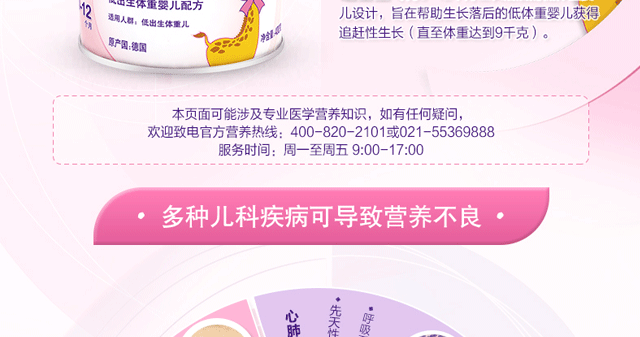 低出生体重婴儿配方
-12
个月
适用人群：低出生体重儿
原产国：德国
儿设计，旨在帮助生长落后的低体重婴儿获得
追赶性生长（直至体重达到9千克）。
本页面可能涉及专业医学营养知识，如有任何疑问，
欢迎致电官方营养热线：400-820-2101或021-55369888
服务时间：周一至周五 9:00-17:00
·多种儿科疾病可导致营养不良·
心肺
·先天性
·呼吸